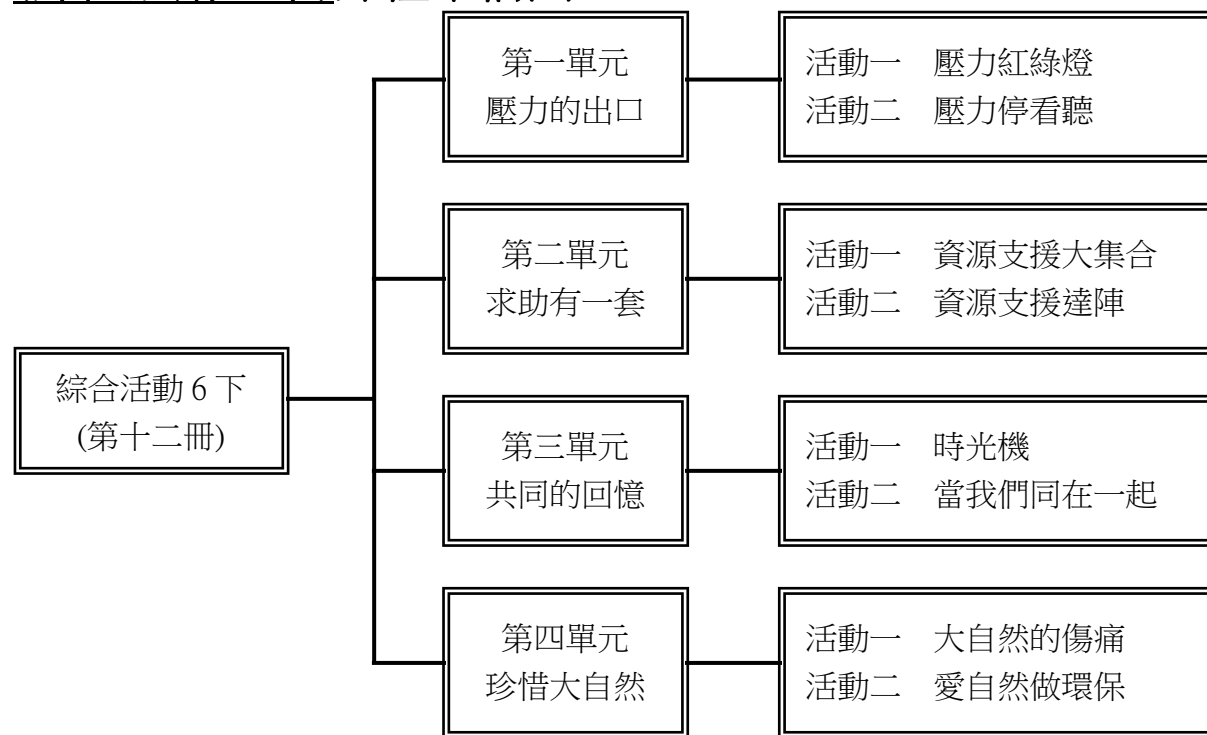 第一單元
壓力的出口
活動一　壓力紅綠燈
活動二　壓力停看聽
第二單元
求助有一套
活動一　資源支援大集合
活動二　資源支援達陣
綜合活動 6 下
(第十二冊)
第三單元
共同的回憶
活動一　時光機
活動二　當我們同在一起
第四單元
珍惜大自然
活動一　大自然的傷痛
活動二　愛自然做環保